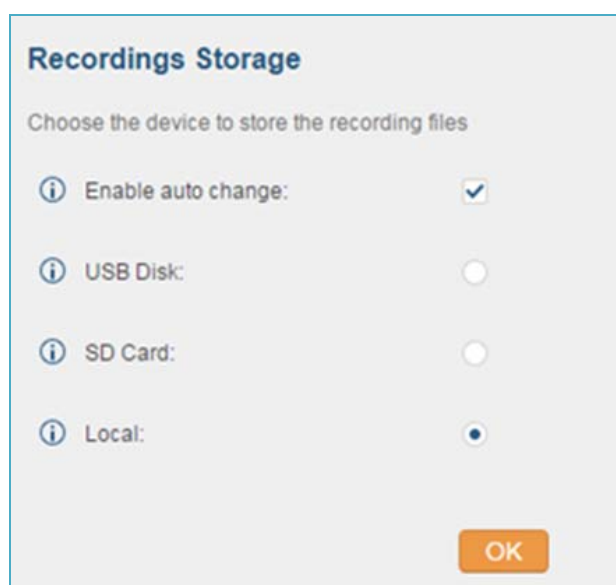 Recordings Storage
Choose the device to store the recording files
Enable auto change:
USB Disk:
SD Card:
Local:
OK